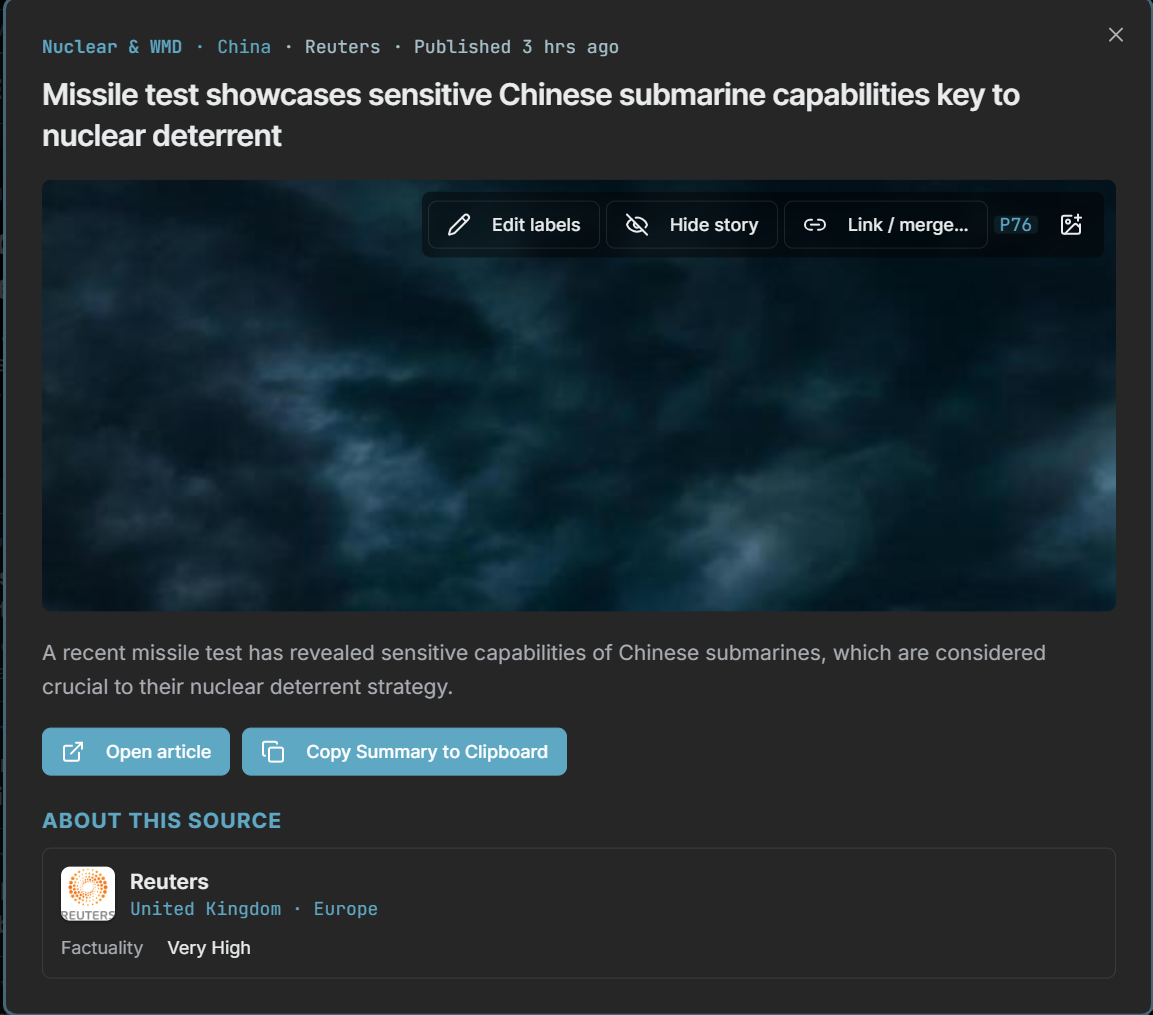 Nuclear & WMD · China · Reuters · Published 3 hrs ago
Missile test showcases sensitive Chinese submarine capabilities key to
nuclear deterrent
Edit labels
Hide story
Link / merge...
P76
A recent missile test has revealed sensitive capabilities of Chinese submarines, which are considered
crucial to their nuclear deterrent strategy.
Open article
Copy Summary to Clipboard
ABOUT THIS SOURCE
REUTERS
Reuters
United Kingdom · Europe
Factuality Very High